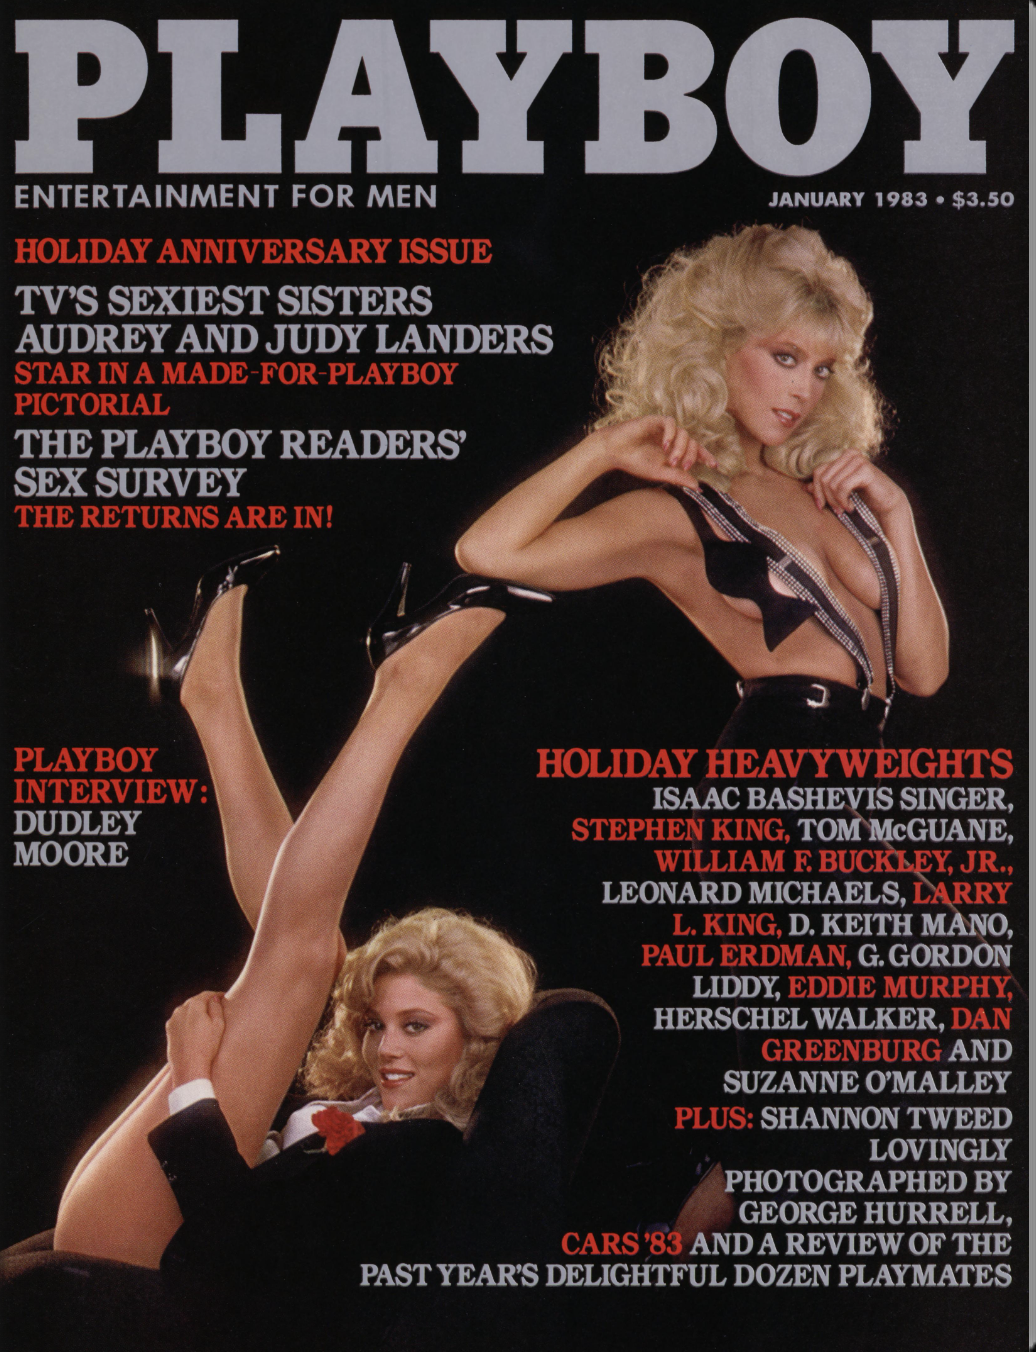 PLAYBOY
ENTERTAINMENT FOR MEN
JANUARY 1983 • $3.50
HOLIDAY ANNIVERSARY ISSUE
TV'S SEXIEST SISTERS
AUDREY AND JUDY LANDERS
STAR IN A MADE-FOR-PLAYBOY
PICTORIAL
THE PLAYBOY READERS'
SEX SURVEY
THE RETURNS ARE IN!
PLAYBOY
INTERVIEW:
DUDLEY
MOORE
HOLIDAY HEAVYWEIGHTS
ISAAC BASHEVIS SINGER,
STEPHEN KING, TOM McGUANE,
WILLIAM F. BUCKLEY, JR.,
LEONARD MICHAELS, LARRY
L. KING, D. KEITH MANO,
PAUL ERDMAN, G. GORDON
LIDDY, EDDIE MURPHY,
HERSCHEL WALKER, DAN
GREENBURG AND
SUZANNE O'MALLEY
PLUS: SHANNON TWEED
LOVINGLY
PHOTOGRAPHED BY
GEORGE HURRELL,
CARS '83 AND A REVIEW OF THE
PAST YEAR'S DELIGHTFUL DOZEN PLAYMATES